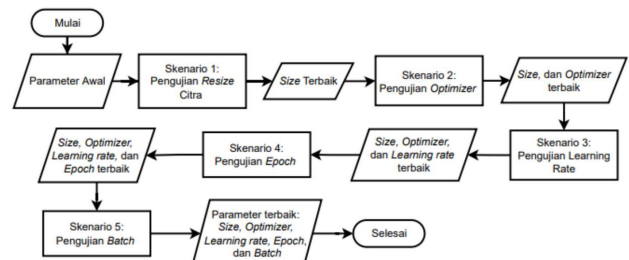 Mulai
Parameter Awal
Skenario 1:
Pengujian Resize
Citra
Size Terbaik
Skenario 2:
Pengujian Optimizer
Size, dan Optimizer
terbaik
Skenario 3:
Pengujian Learning
Rate
Size, Optimizer,
dan Learning rate
terbaik
Skenario 4:
Pengujian Epoch
Size, Optimizer,
Learning rate, dan
Epoch terbaik
Skenario 5:
Pengujian Batch
Parameter terbaik:
Size, Optimizer,
Learning rate, Epoch,
dan Batch
Selesai